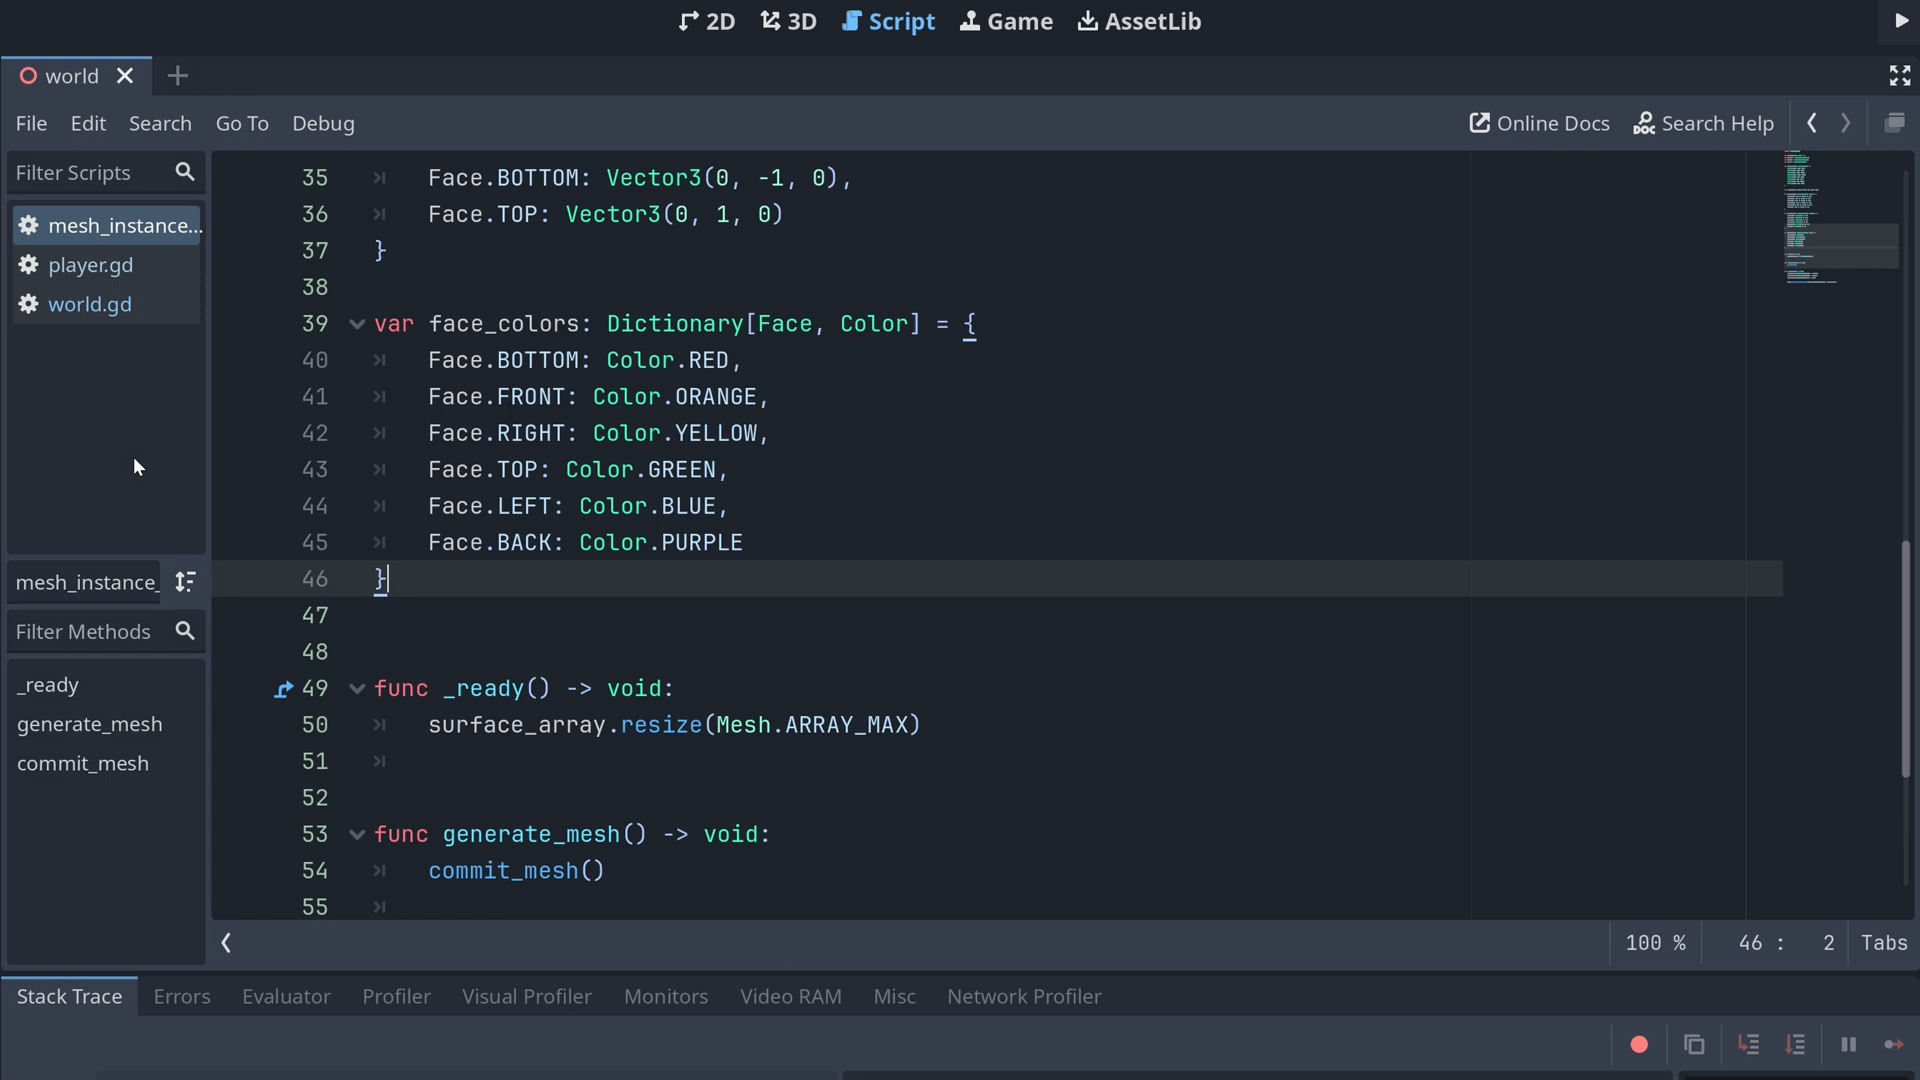 2D 3D Script Game AssetLib
world
File Edit Search Go To Debug Online Docs Search Help
Filter Scripts
mesh_instance...
player.gd
world.gd
mesh_instance_
Filter Methods
_ready
generate_mesh
commit_mesh
35 Face.BOTTOM: Vector3(0, -1, 0),
36 Face.TOP: Vector3(0, 1, 0)
37 }
38
39 var face_colors: Dictionary[Face, Color] = {
40 Face.BOTTOM: Color.RED,
41 Face.FRONT: Color.ORANGE,
42 Face.RIGHT: Color.YELLOW,
43 Face.TOP: Color.GREEN,
44 Face.LEFT: Color.BLUE,
45 Face.BACK: Color.PURPLE
46 }
47
48
49 func _ready() -> void:
50 surface_array.resize(Mesh.ARRAY_MAX)
51
52
53 func generate_mesh() -> void:
54 commit_mesh()
55
100 % 46 : 2 Tabs
Stack Trace Errors Evaluator Profiler Visual Profiler Monitors Video RAM Misc Network Profiler